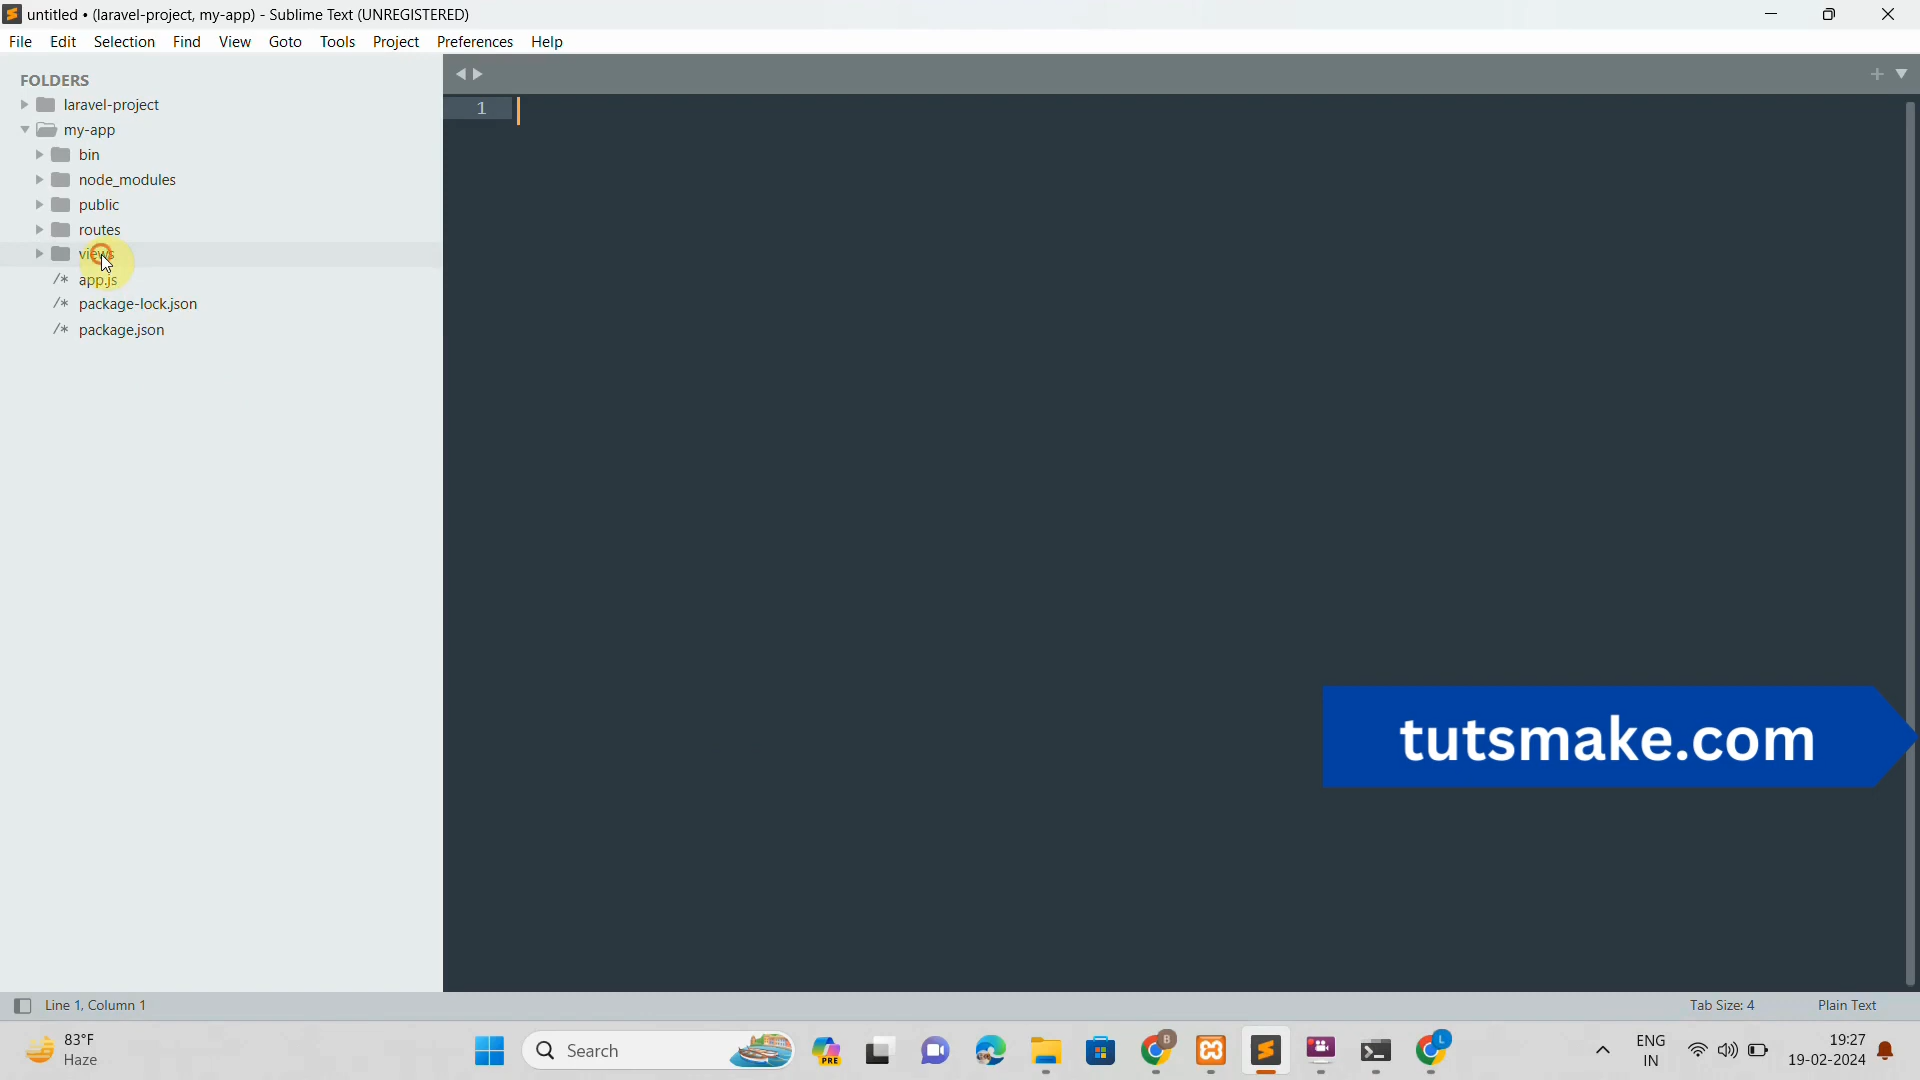 untitled • (laravel-project, my-app) - Sublime Text (UNREGISTERED)
File Edit Selection Find View Goto Tools Project Preferences Help
FOLDERS
laravel-project
my-app
1
bin
node_modules
public
routes
views
/* app.js
/* package-lock.json
/* package.json
tutsmake.com
Line 1, Column 1
Tab Size: 4
Plain Text
83°F
Haze
Search
PRE
B
L
ENG
IN
19:27
19-02-2024